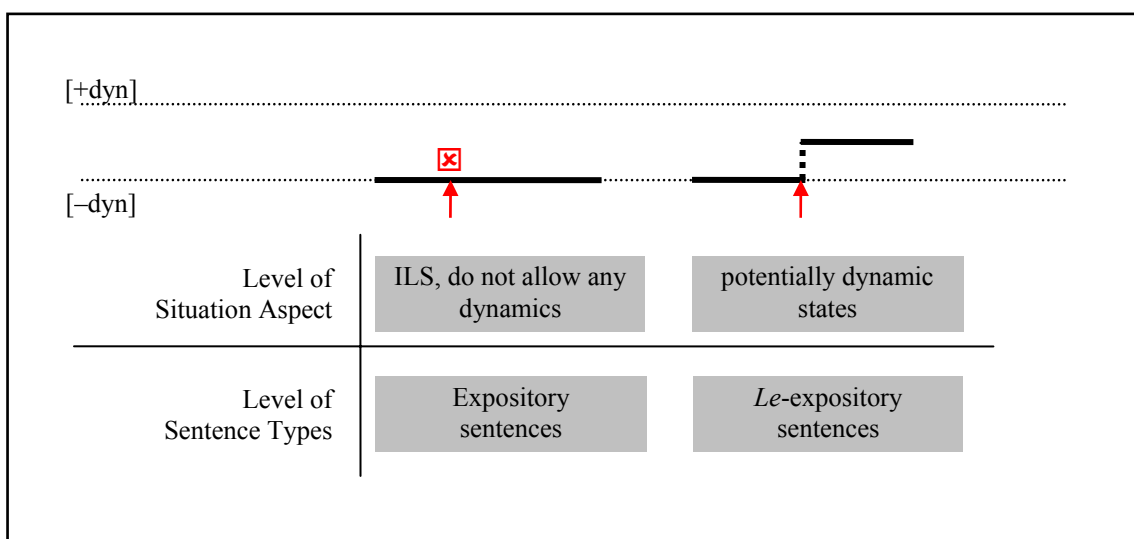 [+dyn]
[–dyn]
Level of
Situation Aspect
ILS, do not allow any
dynamics
potentially dynamic
states
Level of
Sentence Types
Expository
sentences
Le-expository
sentences